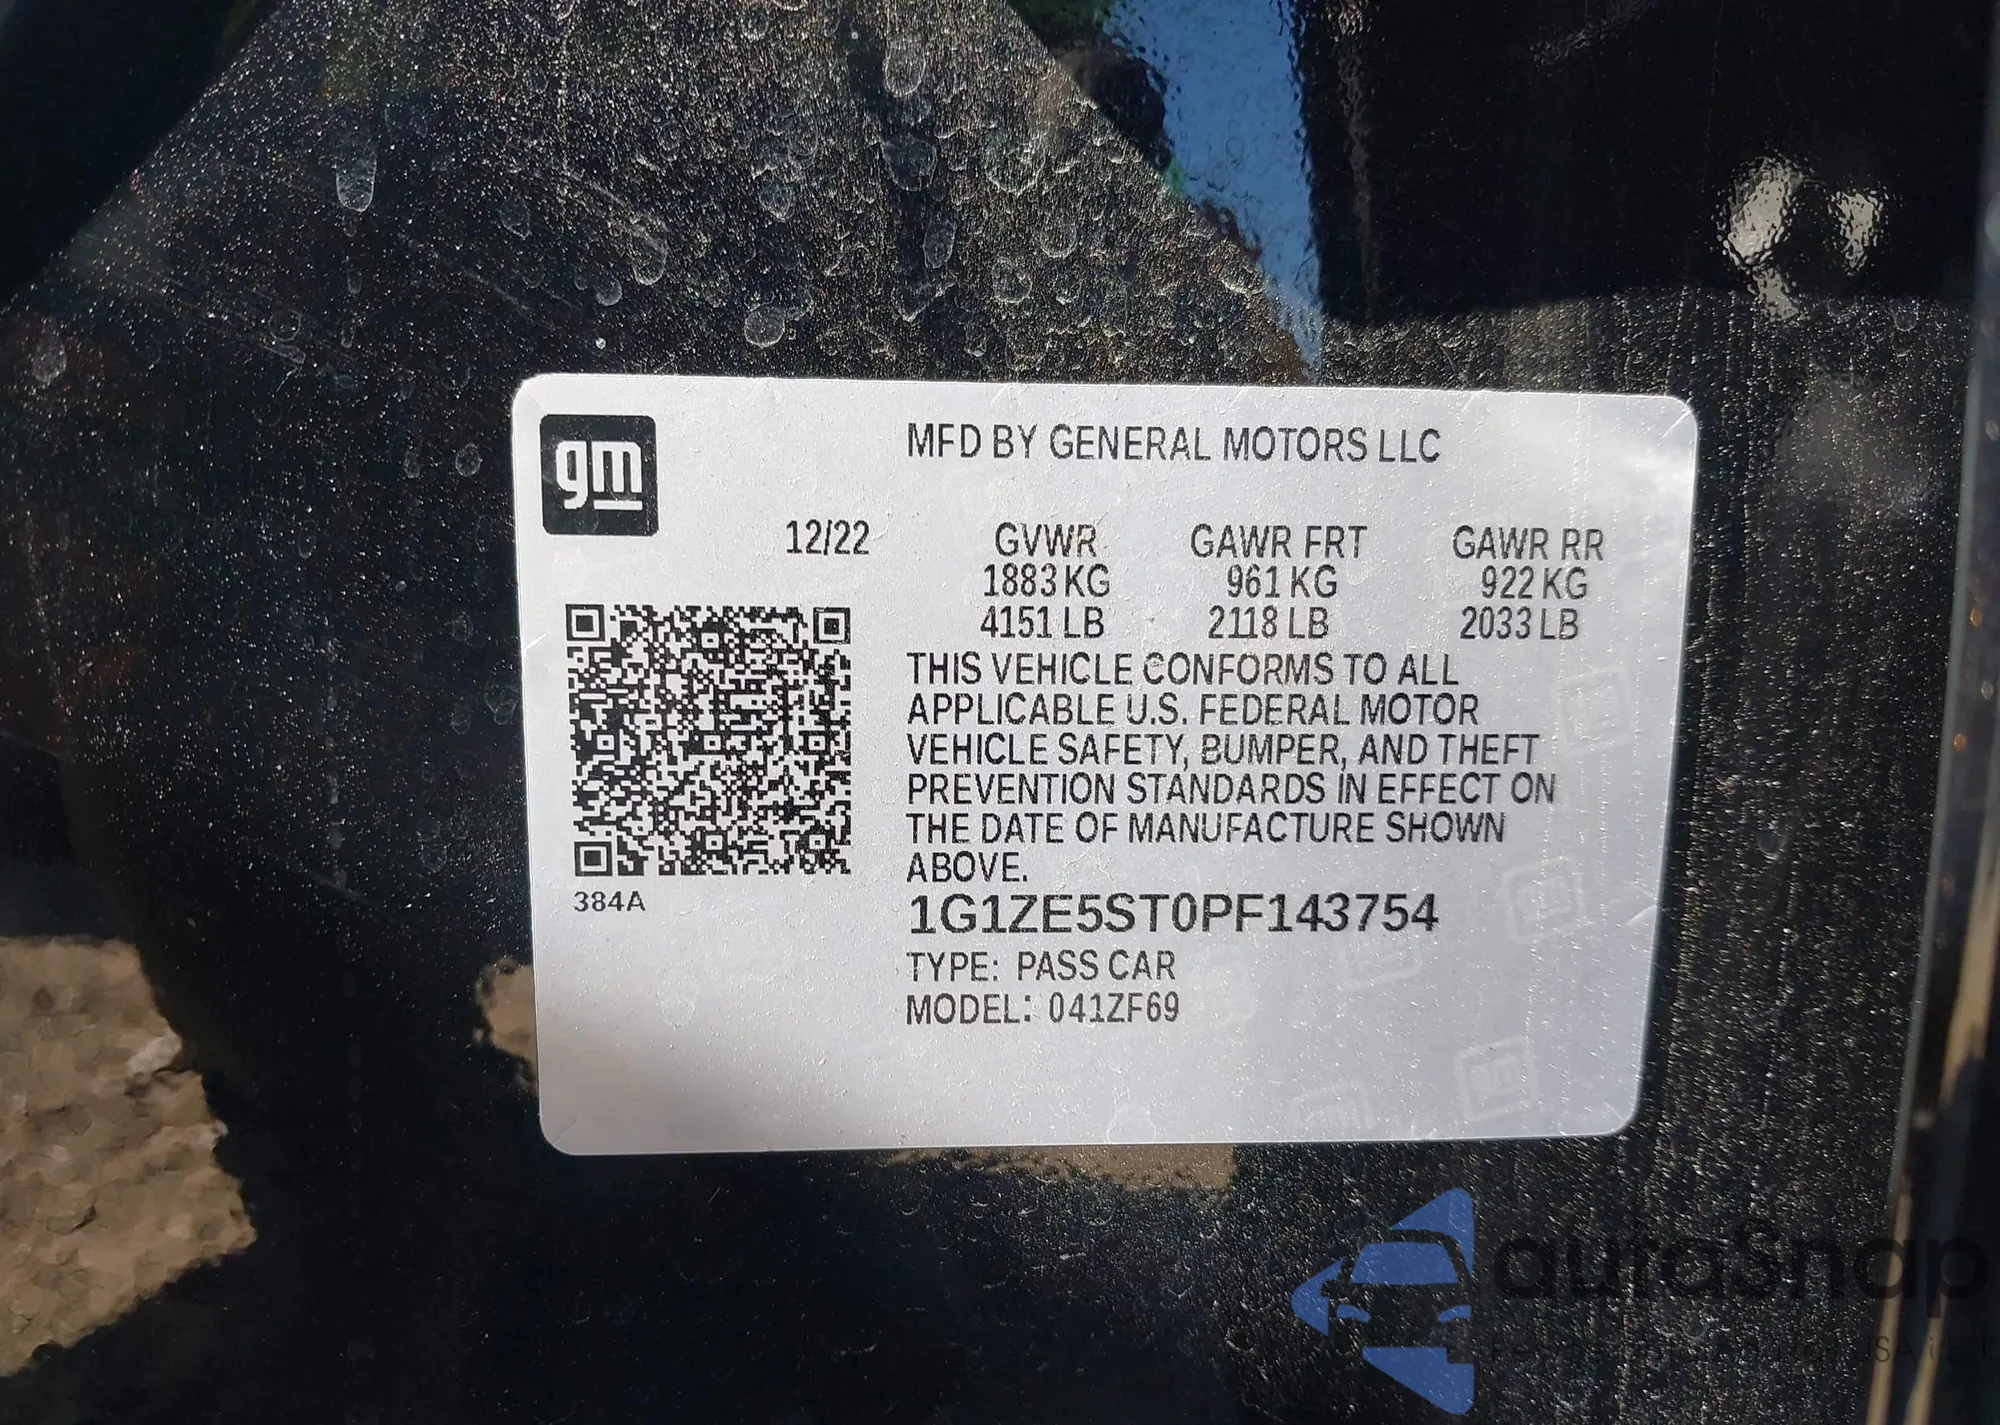 gm
MFD BY GENERAL MOTORS LLC
12/22 GVWR GAWR FRT GAWR RR
1883 KG 961 KG 922 KG
4151 LB 2118 LB 2033 LB
THIS VEHICLE CONFORMS TO ALL
APPLICABLE U.S. FEDERAL MOTOR
VEHICLE SAFETY, BUMPER, AND THEFT
PREVENTION STANDARDS IN EFFECT ON
THE DATE OF MANUFACTURE SHOWN
ABOVE.
384A
1G1ZE5ST0PF143754
TYPE: PASS CAR
MODEL: 041ZF69
autaSnap
USA i